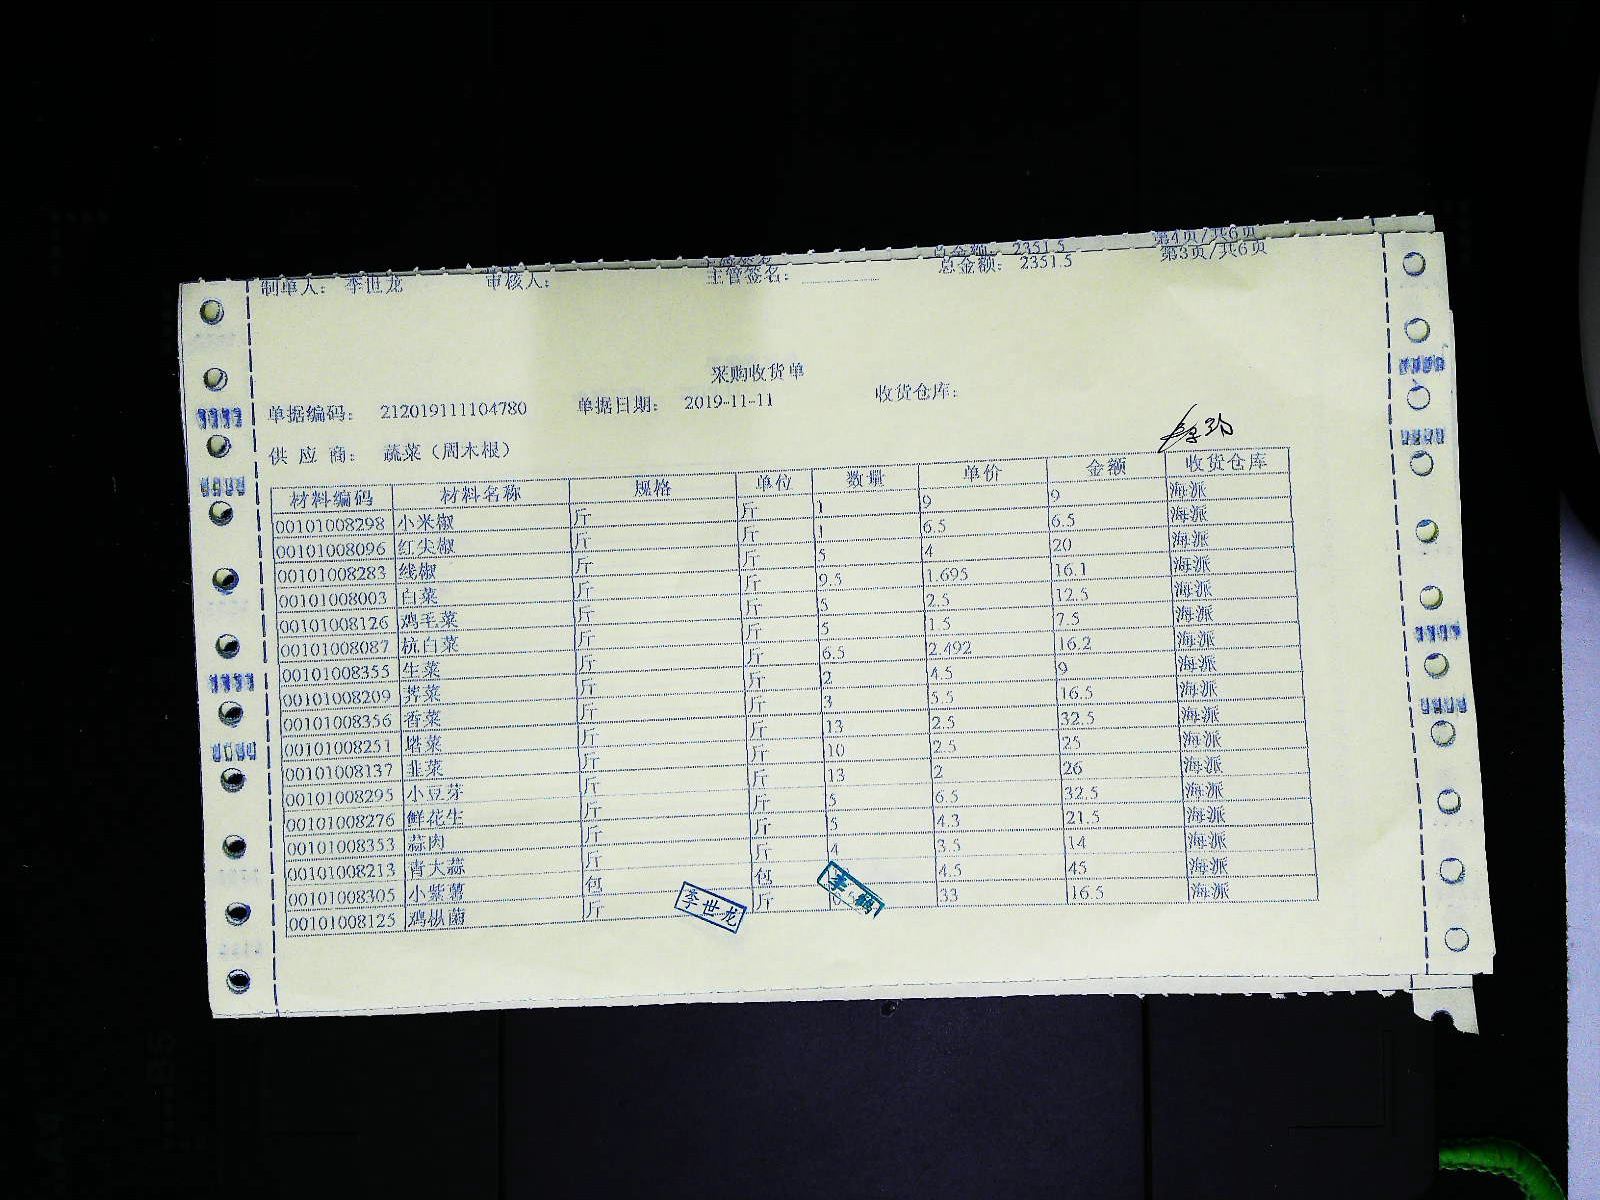 主管签名 总金额: 2351.5 第4页/共6页
制单人: 李世龙 审核人: 主管签名: 总金额: 2351.5 第3页/共6页
采购收货单
单据编码: 212019111104780 单据日期: 2019-11-11 收货仓库:
供应商: 蔬菜(周木根)
材料编码 材料名称 规格 单位 数量 单价 金额 收货仓库
00101008298 小米椒 斤 斤 1 9 9 海派
00101008096 红尖椒 斤 斤 1 6.5 6.5 海派
00101008283 线椒 斤 斤 5 4 20 海派
00101008003 白菜 斤 斤 9.5 1.695 16.1 海派
00101008126 鸡毛菜 斤 斤 5 2.5 12.5 海派
00101008087 杭白菜 斤 斤 5 1.5 7.5 海派
00101008355 生菜 斤 斤 6.5 2.492 16.2 海派
00101008209 荠菜 斤 斤 2 4.5 9 海派
00101008356 香菜 斤 斤 3 5.5 16.5 海派
00101008251 塔菜 斤 斤 13 2.5 32.5 海派
00101008137 韭菜 斤 斤 10 2.5 25 海派
00101008295 小豆芽 斤 斤 13 2 26 海派
00101008276 鲜花生 斤 斤 5 6.5 32.5 海派
00101008353 蒜肉 斤 斤 5 4.3 21.5 海派
00101008213 青大蒜 斤 斤 4 3.5 14 海派
00101008305 小紫薯 包 包 4.5 45 海派
00101008125 鸡枞菌 斤 斤 33 16.5 海派
李世龙